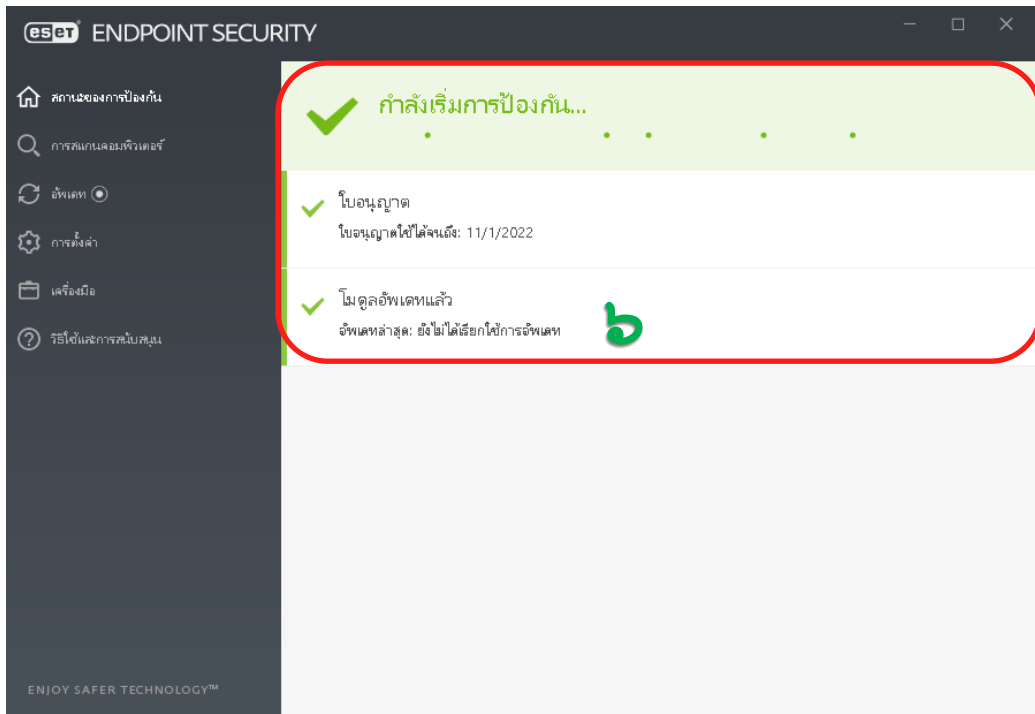 eset ENDPOINT SECURITY
สถานะของการป้องกัน
การสแกนคอมพิวเตอร์
อัพเดท
การตั้งค่า
เครื่องมือ
วิธีใช้และการสนับสนุน
กำลังเริ่มการป้องกัน...
ใบอนุญาต
ใบอนุญาตใช้ได้จนถึง: 11/1/2022
โมดูลอัพเดทแล้ว
อัพเดทล่าสุด: ยังไม่ได้เรียกใช้การอัพเดท
๖
ENJOY SAFER TECHNOLOGY™